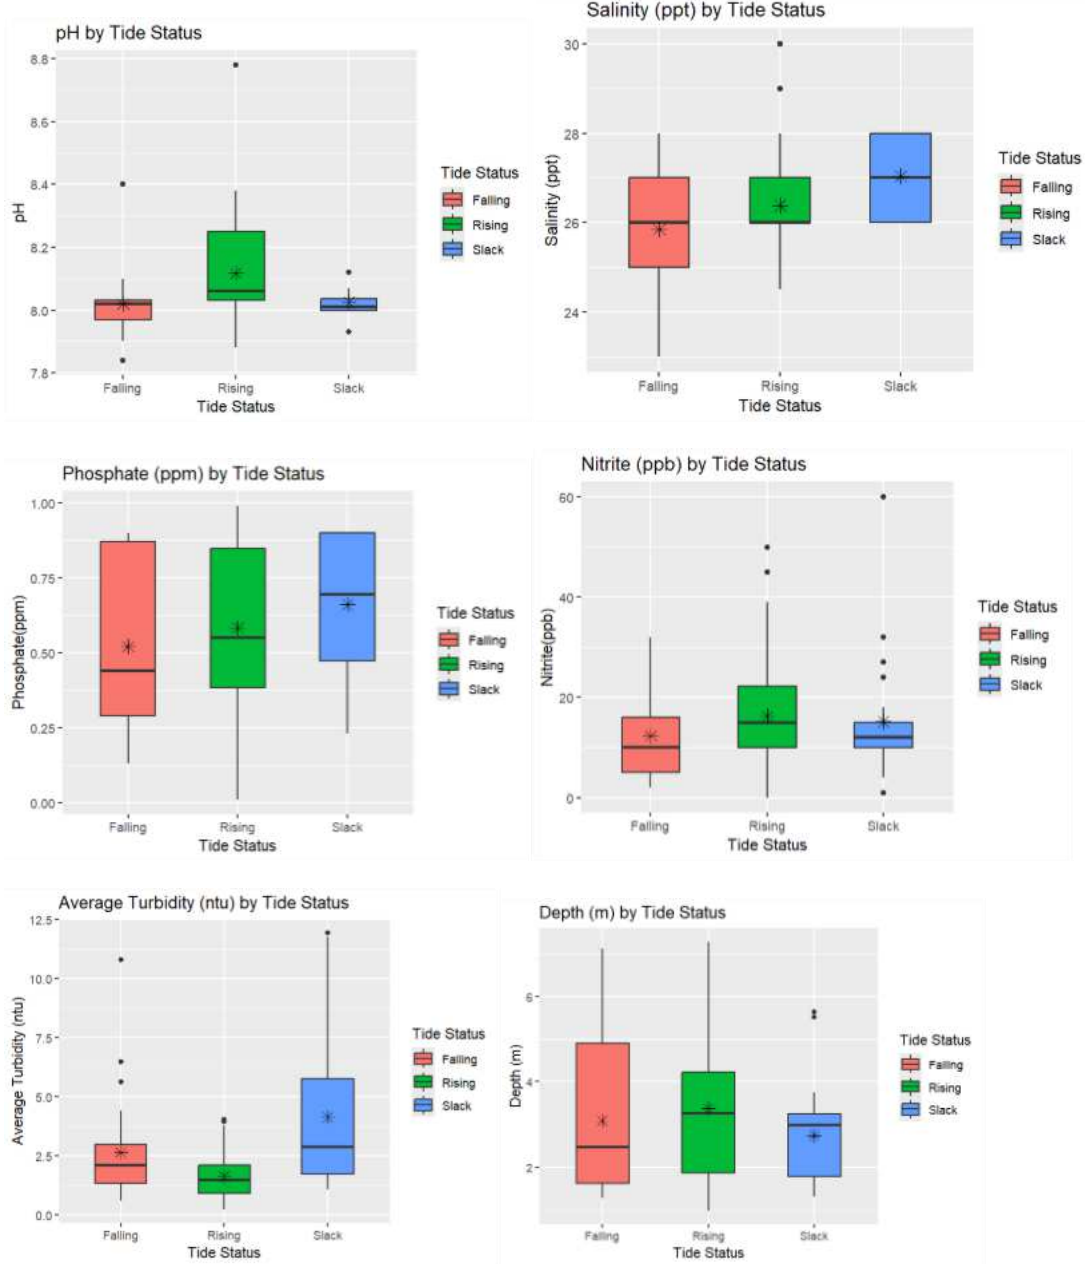 pH by Tide Status
8.8
8.6
8.4
8.2
8.0
7.8
pH
Falling Rising Slack
Tide Status
Tide Status
Falling
Rising
Slack
Salinity (ppt) by Tide Status
30
28
26
24
Salinity (ppt)
Falling Rising Slack
Tide Status
Tide Status
Falling
Rising
Slack
Phosphate (ppm) by Tide Status
1.00
0.75
0.50
0.25
0.00
Phosphate(ppm)
Falling Rising Slack
Tide Status
Tide Status
Falling
Rising
Slack
Nitrite (ppb) by Tide Status
60
40
20
0
Nitrite(ppb)
Falling Rising Slack
Tide Status
Tide Status
Falling
Rising
Slack
Average Turbidity (ntu) by Tide Status
12.5
10.0
7.5
5.0
2.5
0.0
Average Turbidity (ntu)
Falling Rising Slack
Tide Status
Tide Status
Falling
Rising
Slack
Depth (m) by Tide Status
6
4
2
Depth (m)
Falling Rising Slack
Tide Status
Tide Status
Falling
Rising
Slack